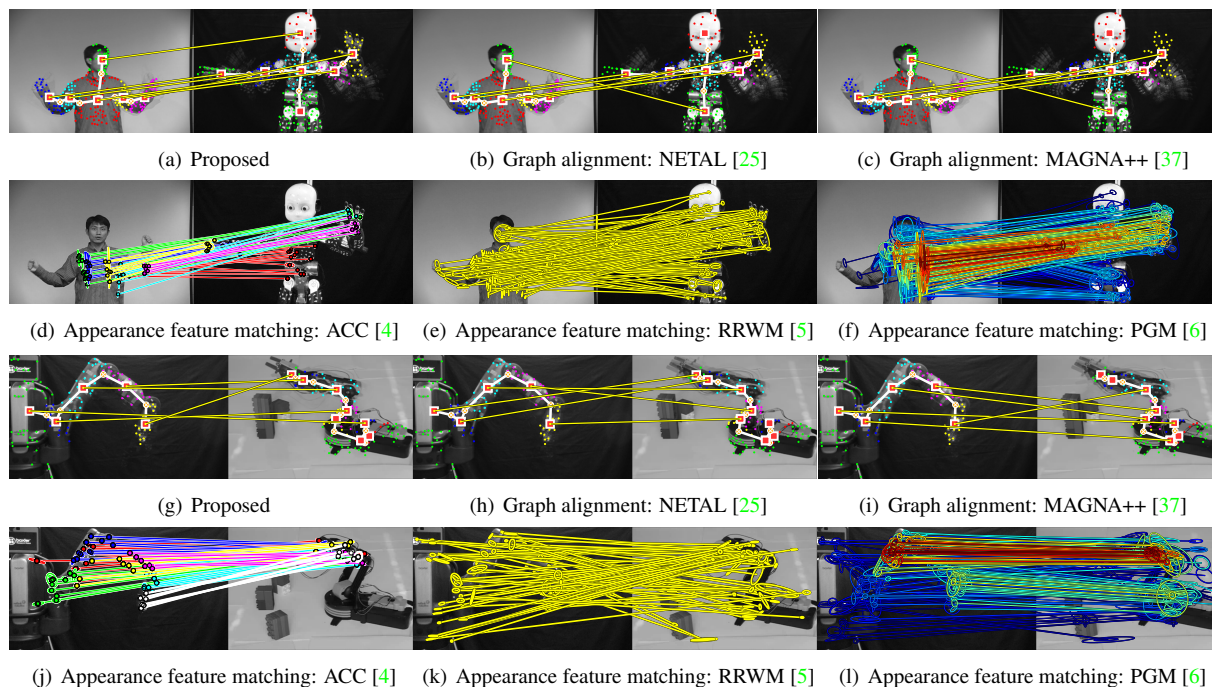 (a) Proposed
(b) Graph alignment: NETAL [25]
(c) Graph alignment: MAGNA++ [37]
(d) Appearance feature matching: ACC [4]
(e) Appearance feature matching: RRWM [5]
(f) Appearance feature matching: PGM [6]
(g) Proposed
(h) Graph alignment: NETAL [25]
(i) Graph alignment: MAGNA++ [37]
(j) Appearance feature matching: ACC [4]
(k) Appearance feature matching: RRWM [5]
(l) Appearance feature matching: PGM [6]